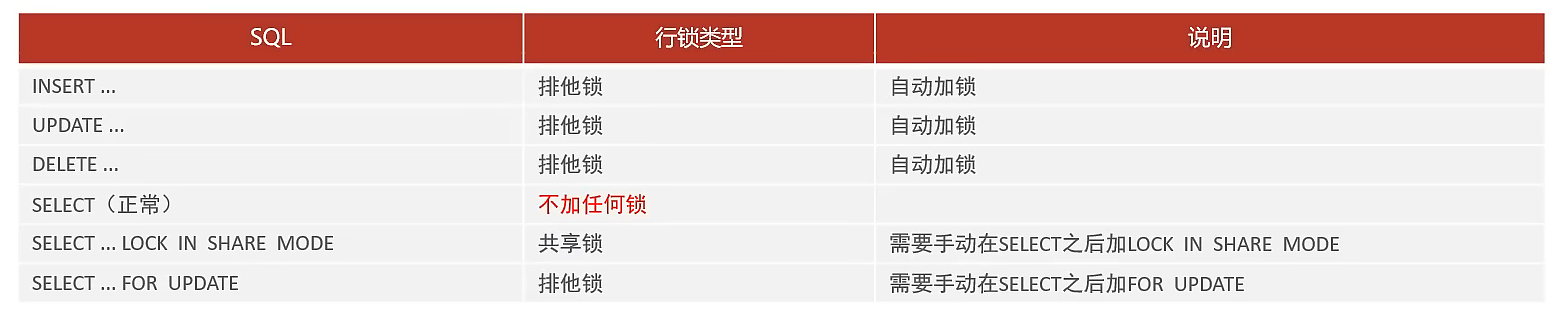 SQL 行锁类型 说明
INSERT ... 排他锁 自动加锁
UPDATE ... 排他锁 自动加锁
DELETE ... 排他锁 自动加锁
SELECT（正常） 不加任何锁
SELECT ... LOCK IN SHARE MODE 共享锁 需要手动在SELECT之后加LOCK IN SHARE MODE
SELECT ... FOR UPDATE 排他锁 需要手动在SELECT之后加FOR UPDATE